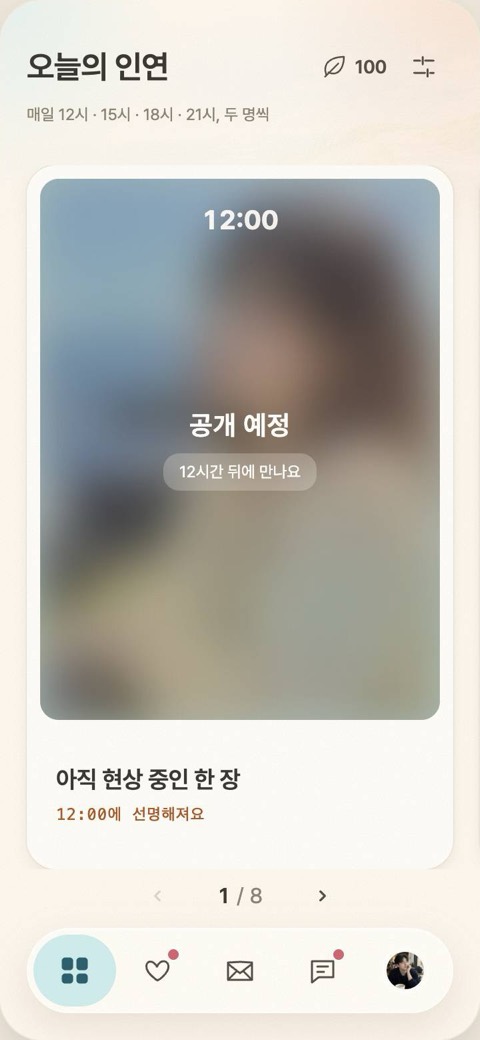 오늘의 인연
100
매일 12시 · 15시 · 18시 · 21시, 두 명씩
12:00
공개 예정
12시간 뒤에 만나요
아직 현상 중인 한 장
12:00에 선명해져요
1 / 8